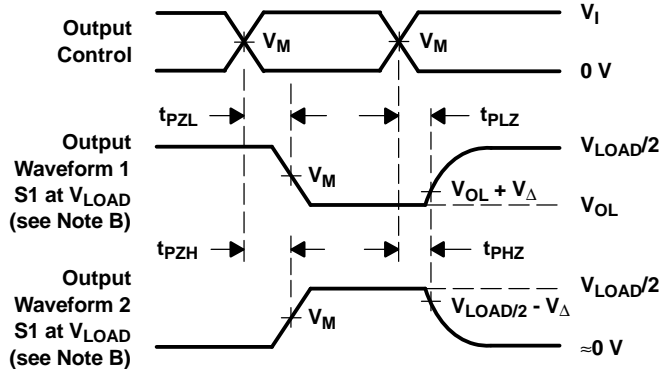 Output
Control
V_M
V_M
V_I
0 V
t_PZL
t_PLZ
Output
Waveform 1
S1 at V_LOAD
(see Note B)
V_M
V_OL + V_Δ
V_LOAD/2
V_OL
t_PZH
t_PHZ
Output
Waveform 2
S1 at V_LOAD
(see Note B)
V_M
V_LOAD/2 - V_Δ
V_LOAD/2
≈0 V